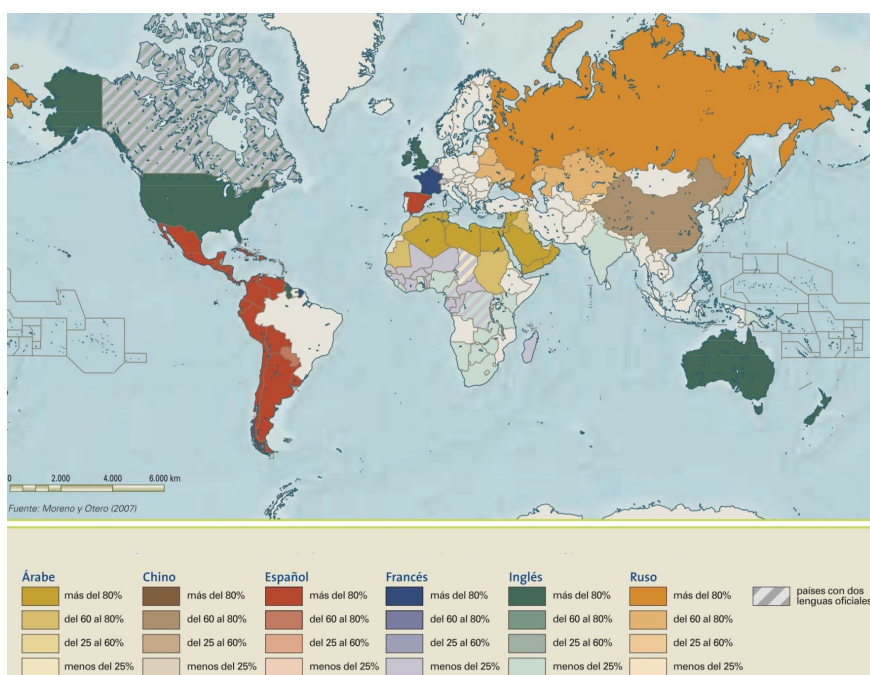 0 2.000 4.000 6.000 km
Fuente: Moreno y Otero (2007)
Árabe Chino Español Francés Inglés Ruso
más del 80% más del 80% más del 80% más del 80% más del 80% más del 80% países con dos
lenguas oficiales
del 60 al 80% del 60 al 80% del 60 al 80% del 60 al 80% del 60 al 80% del 60 al 80%
del 25 al 60% del 25 al 60% del 25 al 60% del 25 al 60% del 25 al 60% del 25 al 60%
menos del 25% menos del 25% menos del 25% menos del 25% menos del 25% menos del 25%